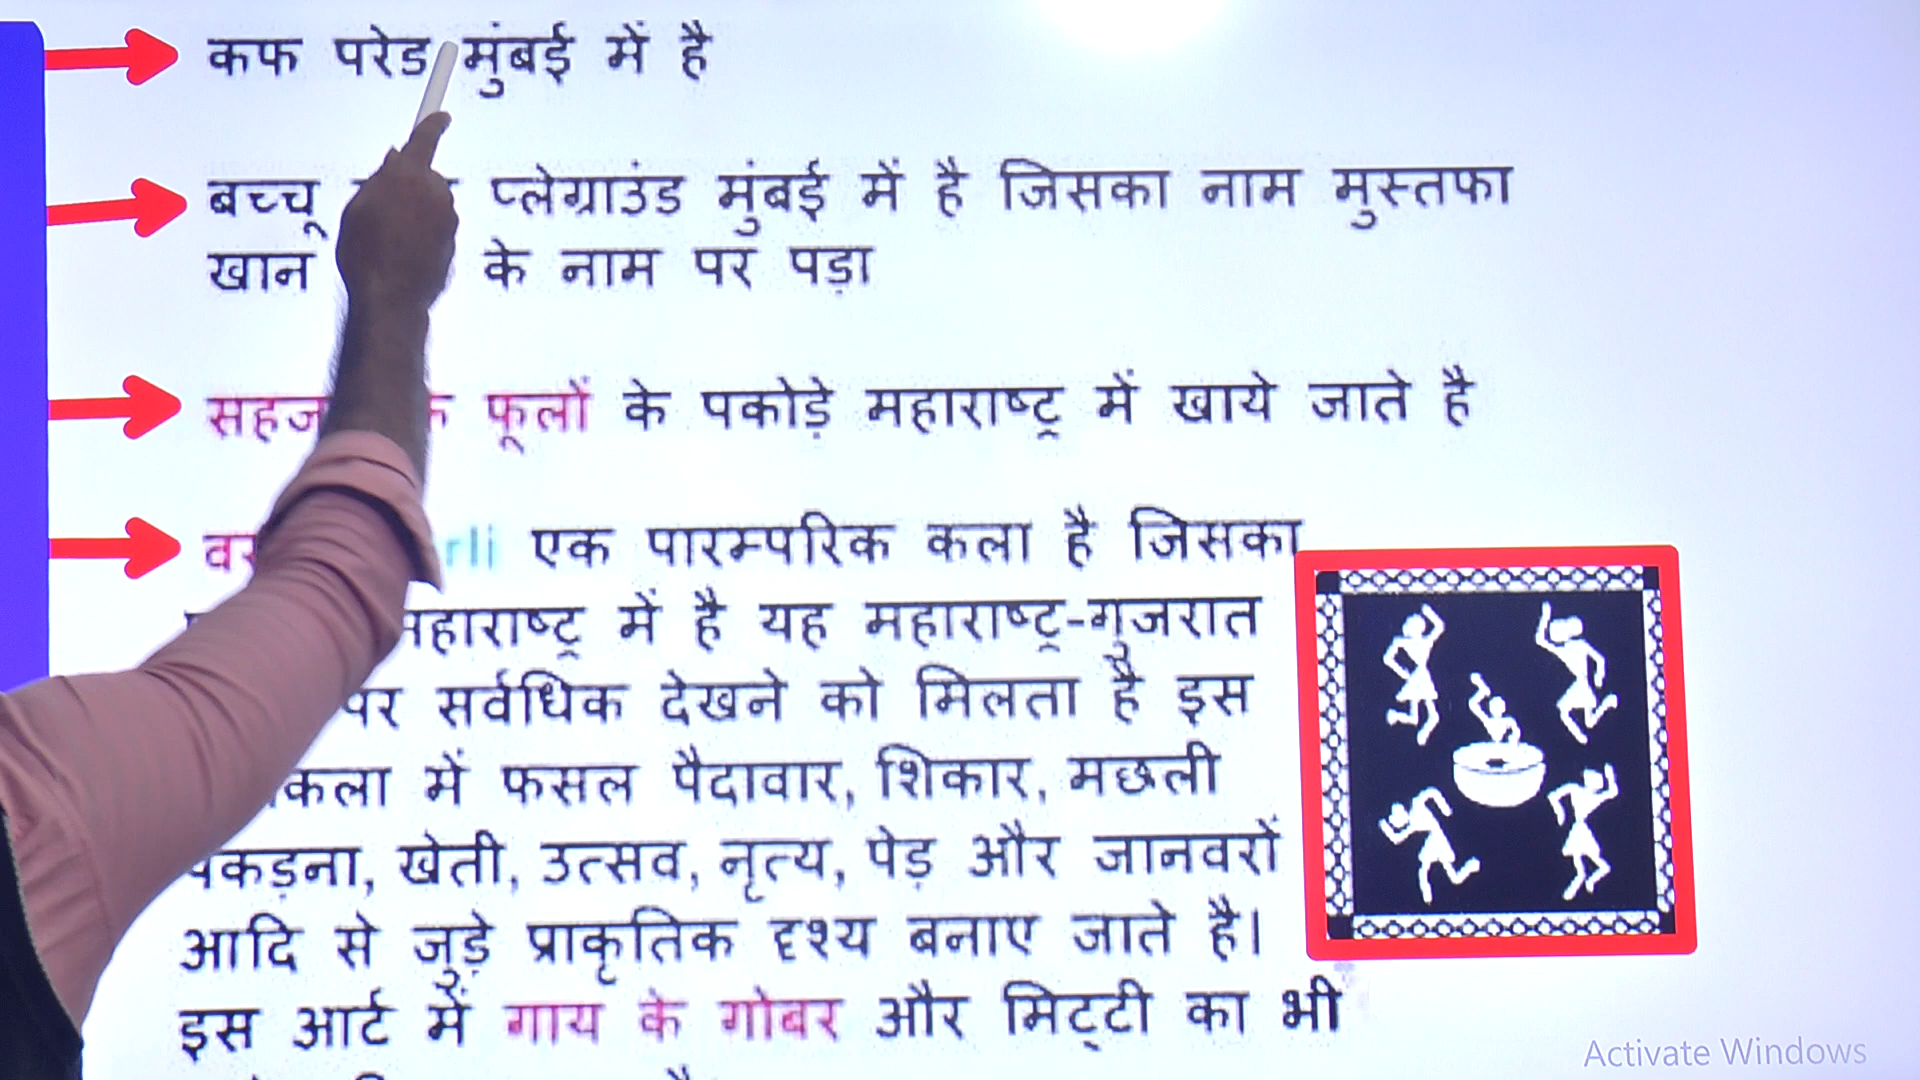 कफ परेड मुंबई में है
बच्चू प्लेग्राउंड मुंबई में है जिसका नाम मुस्तफा
खान के नाम पर पड़ा
फूलों के पकोड़े महाराष्ट्र में खाये जाते है
एक पारम्परिक कला है जिसका
महाराष्ट्र में है यह महाराष्ट्र-गुजरात
पर सर्वधिक देखने को मिलता है इस
कला में फसल पैदावार, शिकार, मछली
पकड़ना, खेती, उत्सव, नृत्य, पेड़ और जानवरों
आदि से जुड़े प्राकृतिक दृश्य बनाए जाते है।
इस आर्ट में गाय के गोबर और मिट्टी का भी
Activate Windows